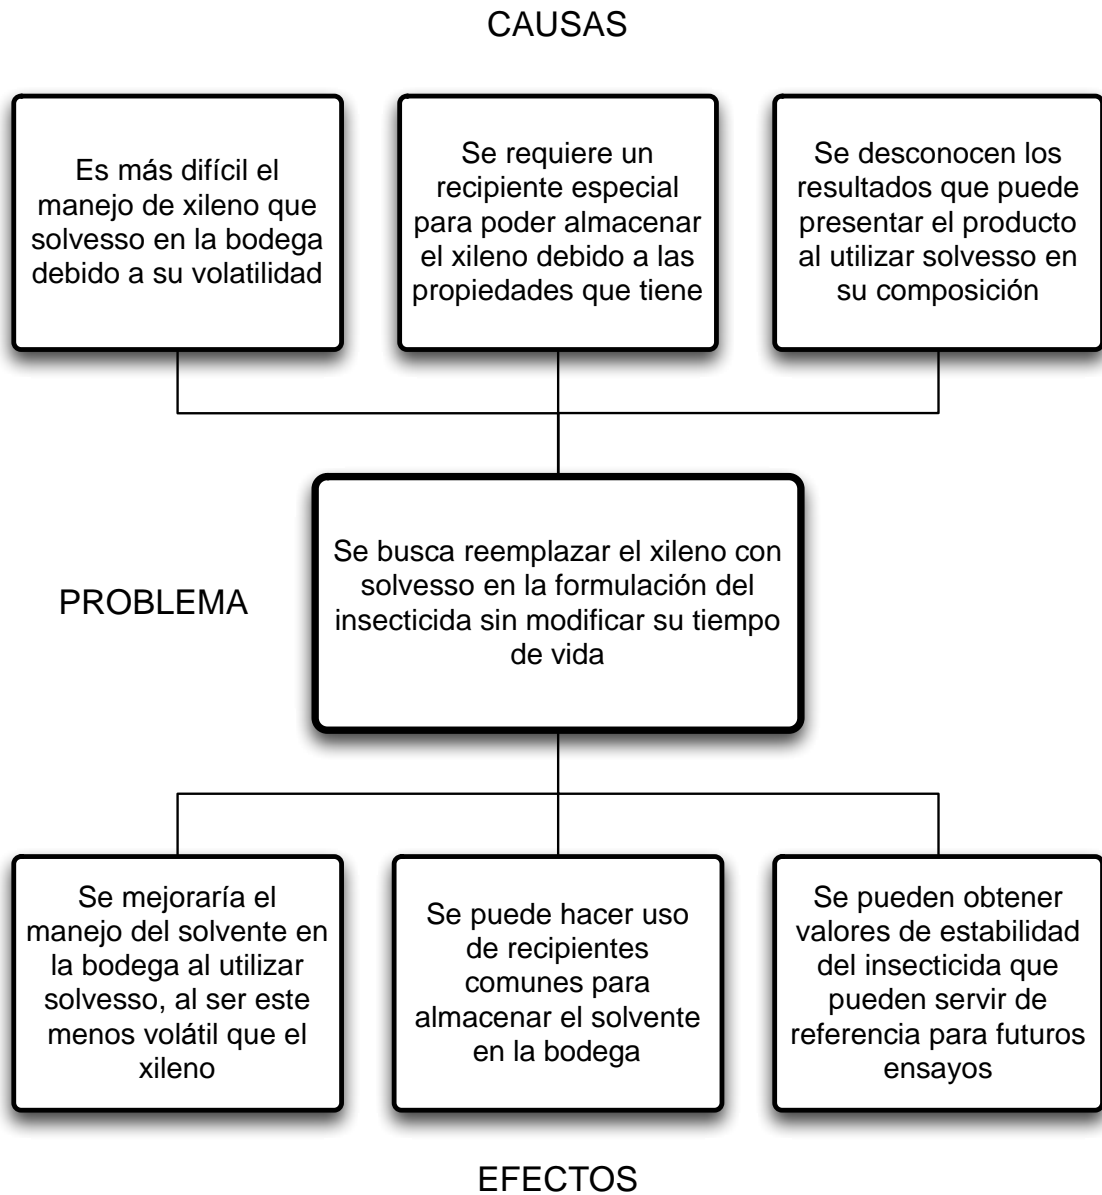 CAUSAS
Es más difícil el
manejo de xileno que
solvesso en la bodega
debido a su volatilidad
Se requiere un
recipiente especial
para poder almacenar
el xileno debido a las
propiedades que tiene
Se desconocen los
resultados que puede
presentar el producto
al utilizar solvesso en
su composición
PROBLEMA
Se busca reemplazar el xileno con
solvesso en la formulación del
insecticida sin modificar su tiempo
de vida
Se mejoraría el
manejo del solvente en
la bodega al utilizar
solvesso, al ser este
menos volátil que el
xileno
Se puede hacer uso
de recipientes
comunes para
almacenar el solvente
en la bodega
Se pueden obtener
valores de estabilidad
del insecticida que
pueden servir de
referencia para futuros
ensayos
EFECTOS